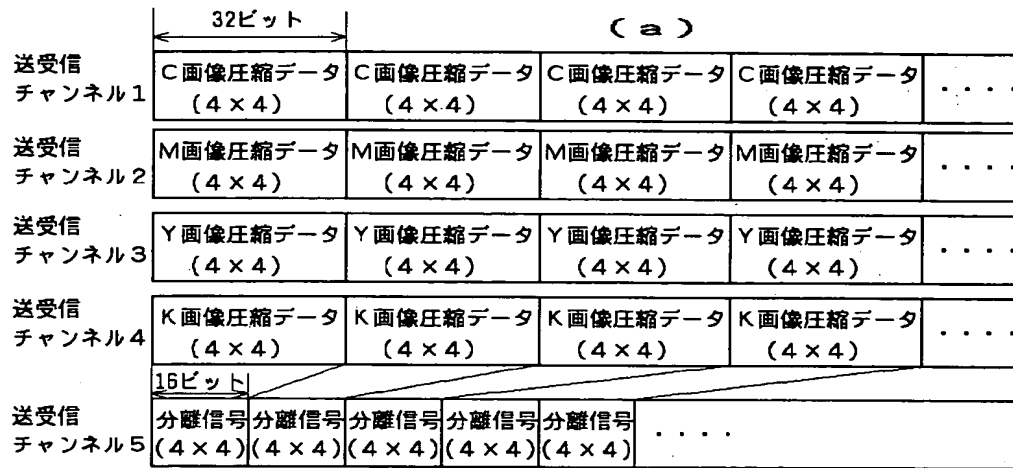 32ビット
(a)
送受信
チャンネル1
C画像圧縮データ C画像圧縮データ C画像圧縮データ C画像圧縮データ
(4×4) (4×4) (4×4) (4×4) ・・・・
送受信
チャンネル2
M画像圧縮データ M画像圧縮データ M画像圧縮データ M画像圧縮データ
(4×4) (4×4) (4×4) (4×4) ・・・・
送受信
チャンネル3
Y画像圧縮データ Y画像圧縮データ Y画像圧縮データ Y画像圧縮データ
(4×4) (4×4) (4×4) (4×4) ・・・・
送受信
チャンネル4
K画像圧縮データ K画像圧縮データ K画像圧縮データ K画像圧縮データ
(4×4) (4×4) (4×4) (4×4) ・・・・
16ビット
送受信
チャンネル5
分離信号 分離信号 分離信号 分離信号 分離信号
(4×4) (4×4) (4×4) (4×4) (4×4) ・・・・